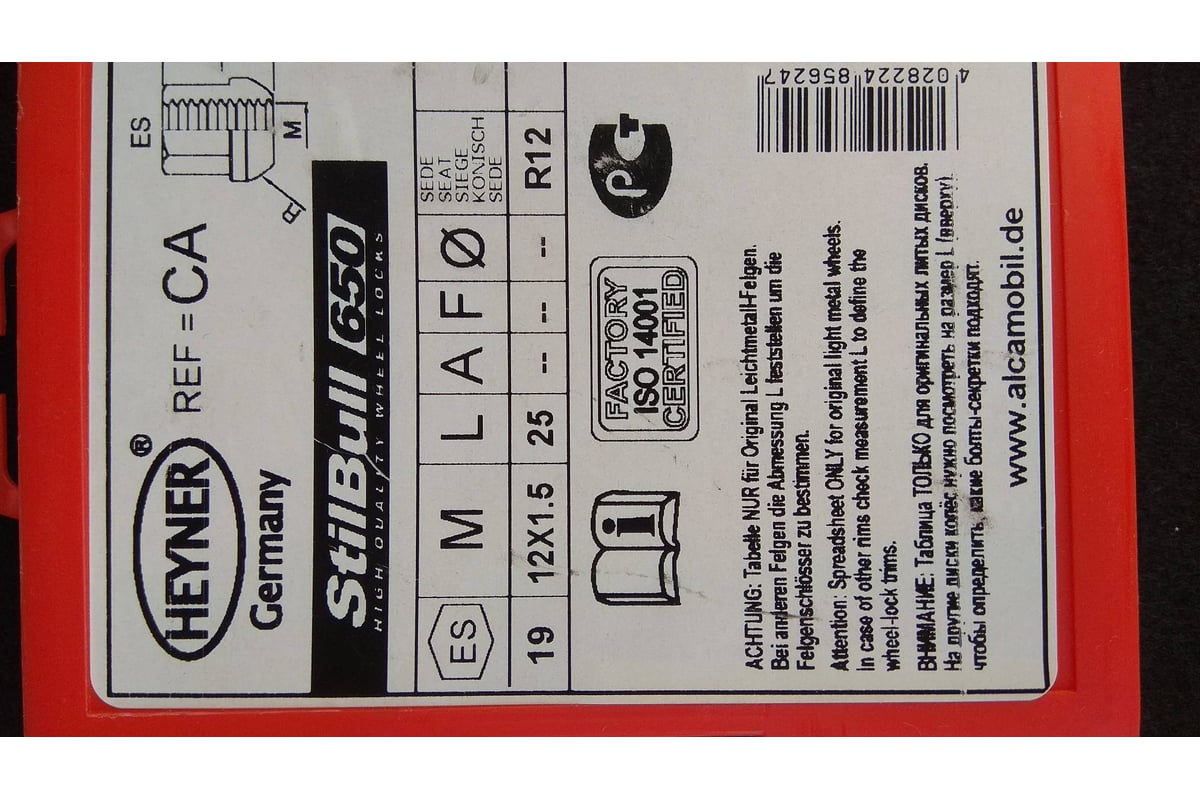 HEYNER®
Germany
REF = CA
ES
M
R
StilBull 650
HIGH QUALITY WHEEL LOCKS
ES M L A F Ø SEDE
SEAT
SIEGE
KONISCH
SEDE
19 12X1.5 25 -- -- -- R12
i
FACTORY
ISO 14001
CERTIFIED
РСТ
ACHTUNG: Tabelle NUR für Original Leichtmetall-Felgen.
Bei anderen Felgen die Abmessung L feststellen um die
Felgenschlösser zu bestimmen.
Attention: Spreadsheet ONLY for original light metal wheels.
In case of other rims check measurement L to define the
wheel-lock trims.
ВНИМАНИЕ: Таблица ТОЛЬКО для оригинальных литых дисков.
На другие диски колёс нужно посмотреть на размер L (вверху),
чтобы определить, какие болты-секретки подходят.
4 028224 856247
www.alcamobil.de